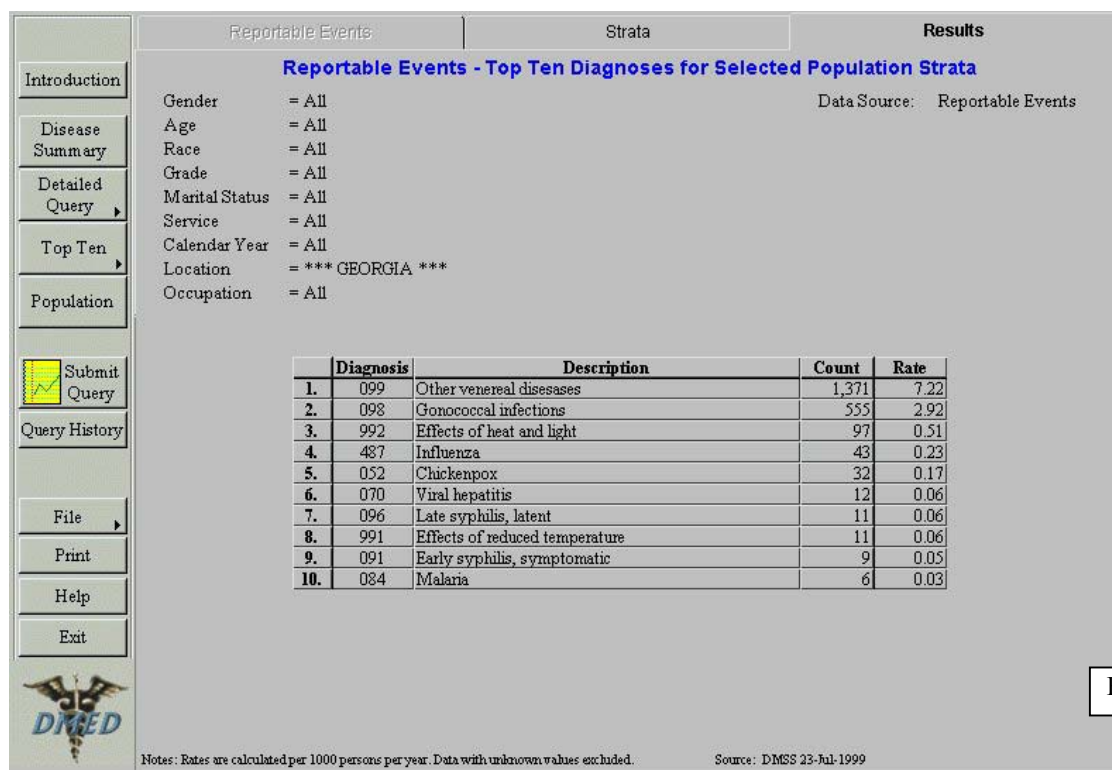 Reportable Events Strata Results
Introduction
Disease
Summary
Detailed
Query
Top Ten
Population
Submit
Query
Query History
File
Print
Help
Exit
DMED
Reportable Events - Top Ten Diagnoses for Selected Population Strata
Gender = All
Data Source: Reportable Events
Age = All
Race = All
Grade = All
Marital Status = All
Service = All
Calendar Year = All
Location = *** GEORGIA ***
Occupation = All
Diagnosis Description Count Rate
1. 099 Other venereal disesases 1,371 7.22
2. 098 Gonococcal infections 555 2.92
3. 992 Effects of heat and light 97 0.51
4. 487 Influenza 43 0.23
5. 052 Chickenpox 32 0.17
6. 070 Viral hepatitis 12 0.06
7. 096 Late syphilis, latent 11 0.06
8. 991 Effects of reduced temperature 11 0.06
9. 091 Early syphilis, symptomatic 9 0.05
10. 084 Malaria 6 0.03
Notes: Rates are calculated per 1000 persons per year. Data with unknown values excluded. Source: DMSS 23-Jul-1999